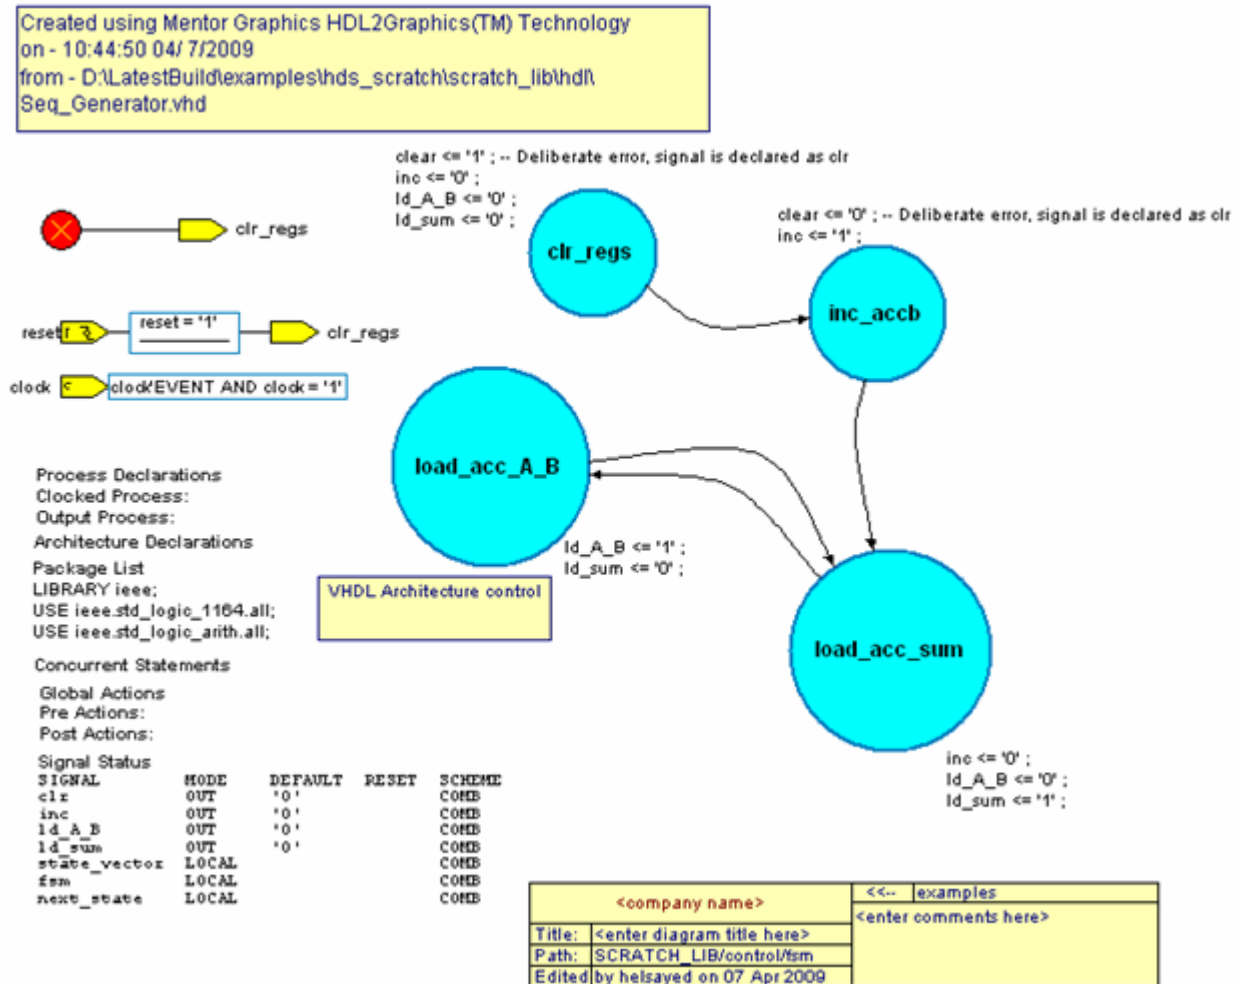 Created using Mentor Graphics HDL2Graphics(TM) Technology
on - 10:44:50 04/ 7/2009
from - D:\LatestBuild\examples\hds_scratch\scratch_lib\hdl\
Seq_Generator.vhd
clear <= '1' ; -- Deliberate error, signal is declared as clr
inc <= '0' ;
ld_A_B <= '0' ;
ld_sum <= '0' ;
clr_regs
clr_regs
clear <= '0' ; -- Deliberate error, signal is declared as clr
inc <= '1' ;
inc_accb
reset
reset = '1'
clr_regs
clock
clock'EVENT AND clock = '1'
load_acc_A_B
ld_A_B <= '1' ;
ld_sum <= '0' ;
Process Declarations
Clocked Process:
Output Process:
Architecture Declarations
Package List
LIBRARY ieee;
USE ieee.std_logic_1164.all;
USE ieee.std_logic_arith.all;
VHDL Architecture control
load_acc_sum
inc <= '0' ;
ld_A_B <= '0' ;
ld_sum <= '1' ;
Concurrent Statements
Global Actions
Pre Actions:
Post Actions:
Signal Status
SIGNAL MODE DEFAULT RESET SCHEME
clr OUT '0' COMB
inc OUT '0' COMB
ld_A_B OUT '0' COMB
ld_sum OUT '0' COMB
state_vector LOCAL COMB
fsm LOCAL COMB
next_state LOCAL COMB
<company name>
<<-- examples
<enter comments here>
Title: <enter diagram title here>
Path: SCRATCH_LIB/control/fsm
Edited by helsayed on 07 Apr 2009